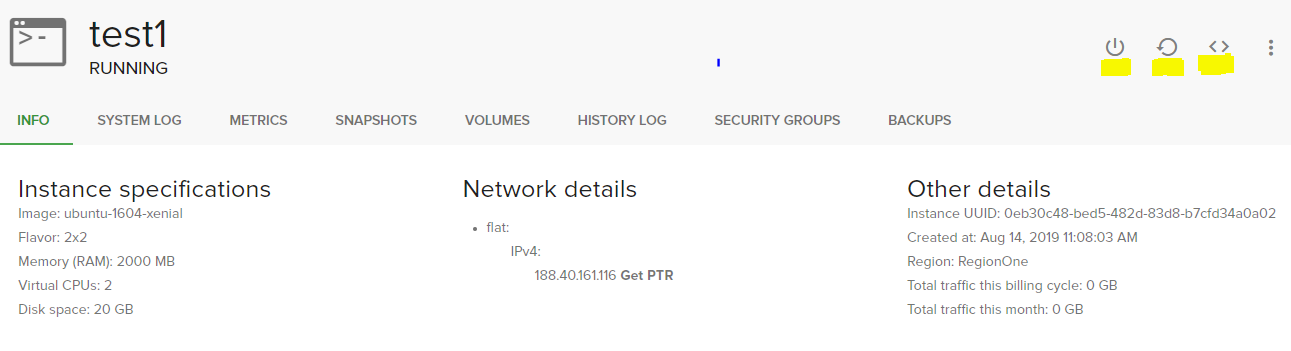 test1
RUNNING
INFO SYSTEM LOG METRICS SNAPSHOTS VOLUMES HISTORY LOG SECURITY GROUPS BACKUPS
Instance specifications
Image: ubuntu-1604-xenial
Flavor: 2x2
Memory (RAM): 2000 MB
Virtual CPUs: 2
Disk space: 20 GB
Network details
flat:
IPv4:
188.40.161.116 Get PTR
Other details
Instance UUID: 0eb30c48-bed5-482d-83d8-b7cfd34a0a02
Created at: Aug 14, 2019 11:08:03 AM
Region: RegionOne
Total traffic this billing cycle: 0 GB
Total traffic this month: 0 GB